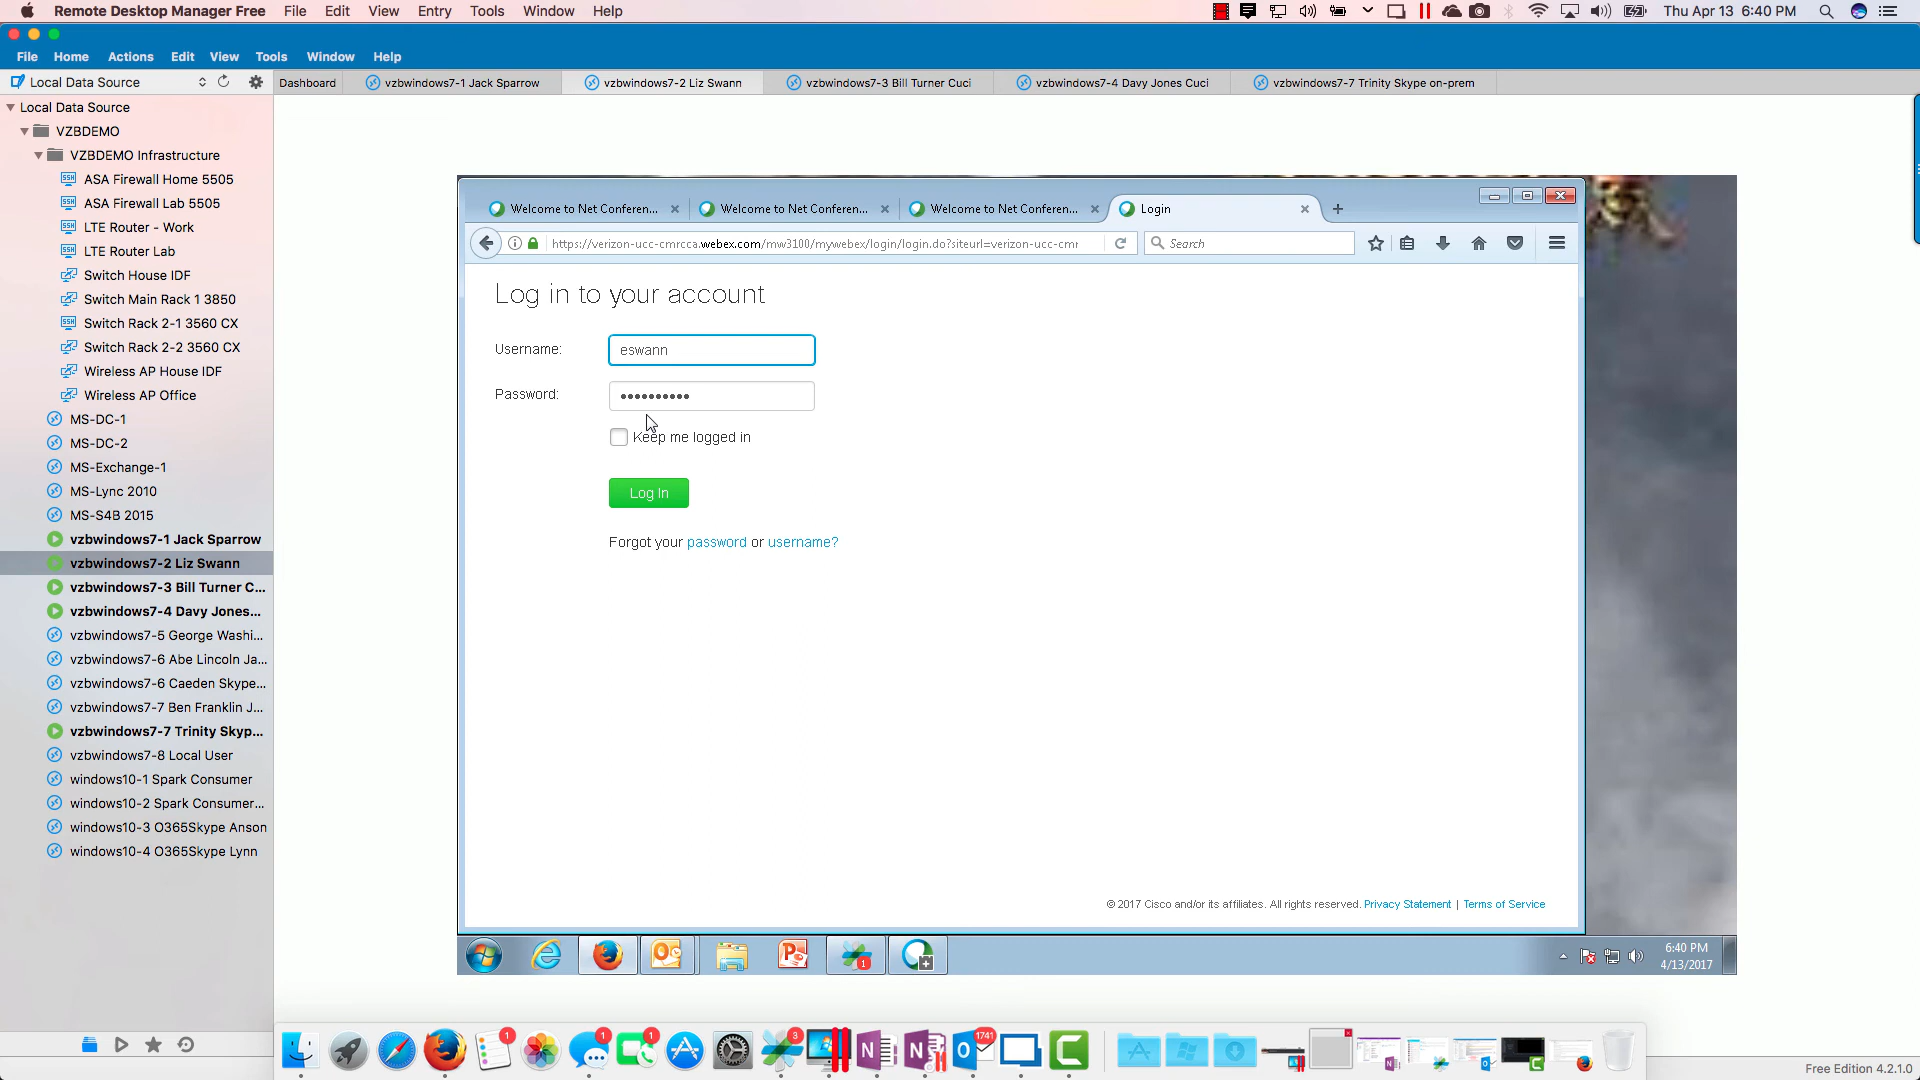 Remote Desktop Manager Free File Edit View Entry Tools Window Help Thu Apr 13 6:40 PM
File Home Actions Edit View Tools Window Help
Local Data Source
Dashboard vzbwindows7-1 Jack Sparrow vzbwindows7-2 Liz Swann vzbwindows7-3 Bill Turner Cuci vzbwindows7-4 Davy Jones Cuci vzbwindows7-7 Trinity Skype on-prem
Local Data Source
VZBDEMO
VZBDEMO Infrastructure
SSH ASA Firewall Home 5505
SSH ASA Firewall Lab 5505
SSH LTE Router - Work
SSH LTE Router Lab
Switch House IDF
Switch Main Rack 1 3850
SSH Switch Rack 2-1 3560 CX
Switch Rack 2-2 3560 CX
Wireless AP House IDF
Wireless AP Office
MS-DC-1
MS-DC-2
MS-Exchange-1
MS-Lync 2010
MS-S4B 2015
vzbwindows7-1 Jack Sparrow
vzbwindows7-2 Liz Swann
vzbwindows7-3 Bill Turner C...
vzbwindows7-4 Davy Jones...
vzbwindows7-5 George Washi...
vzbwindows7-6 Abe Lincoln Ja...
vzbwindows7-6 Caeden Skype...
vzbwindows7-7 Ben Franklin J...
vzbwindows7-7 Trinity Skyp...
vzbwindows7-8 Local User
windows10-1 Spark Consumer
windows10-2 Spark Consumer...
windows10-3 O365Skype Anson
windows10-4 O365Skype Lynn
Welcome to Net Conferen... Welcome to Net Conferen... Welcome to Net Conferen... Login
https://verizon-ucc-cmrcca.webex.com/mw3100/mywebex/login/login.do?siteurl=verizon-ucc-cmr
Search
Log in to your account
Username: eswann
Password: ••••••••••
Keep me logged in
Log In
Forgot your password or username?
© 2017 Cisco and/or its affiliates. All rights reserved. Privacy Statement | Terms of Service
1
6:40 PM
4/13/2017
1 1 1 3 1741
Free Edition 4.2.1.0